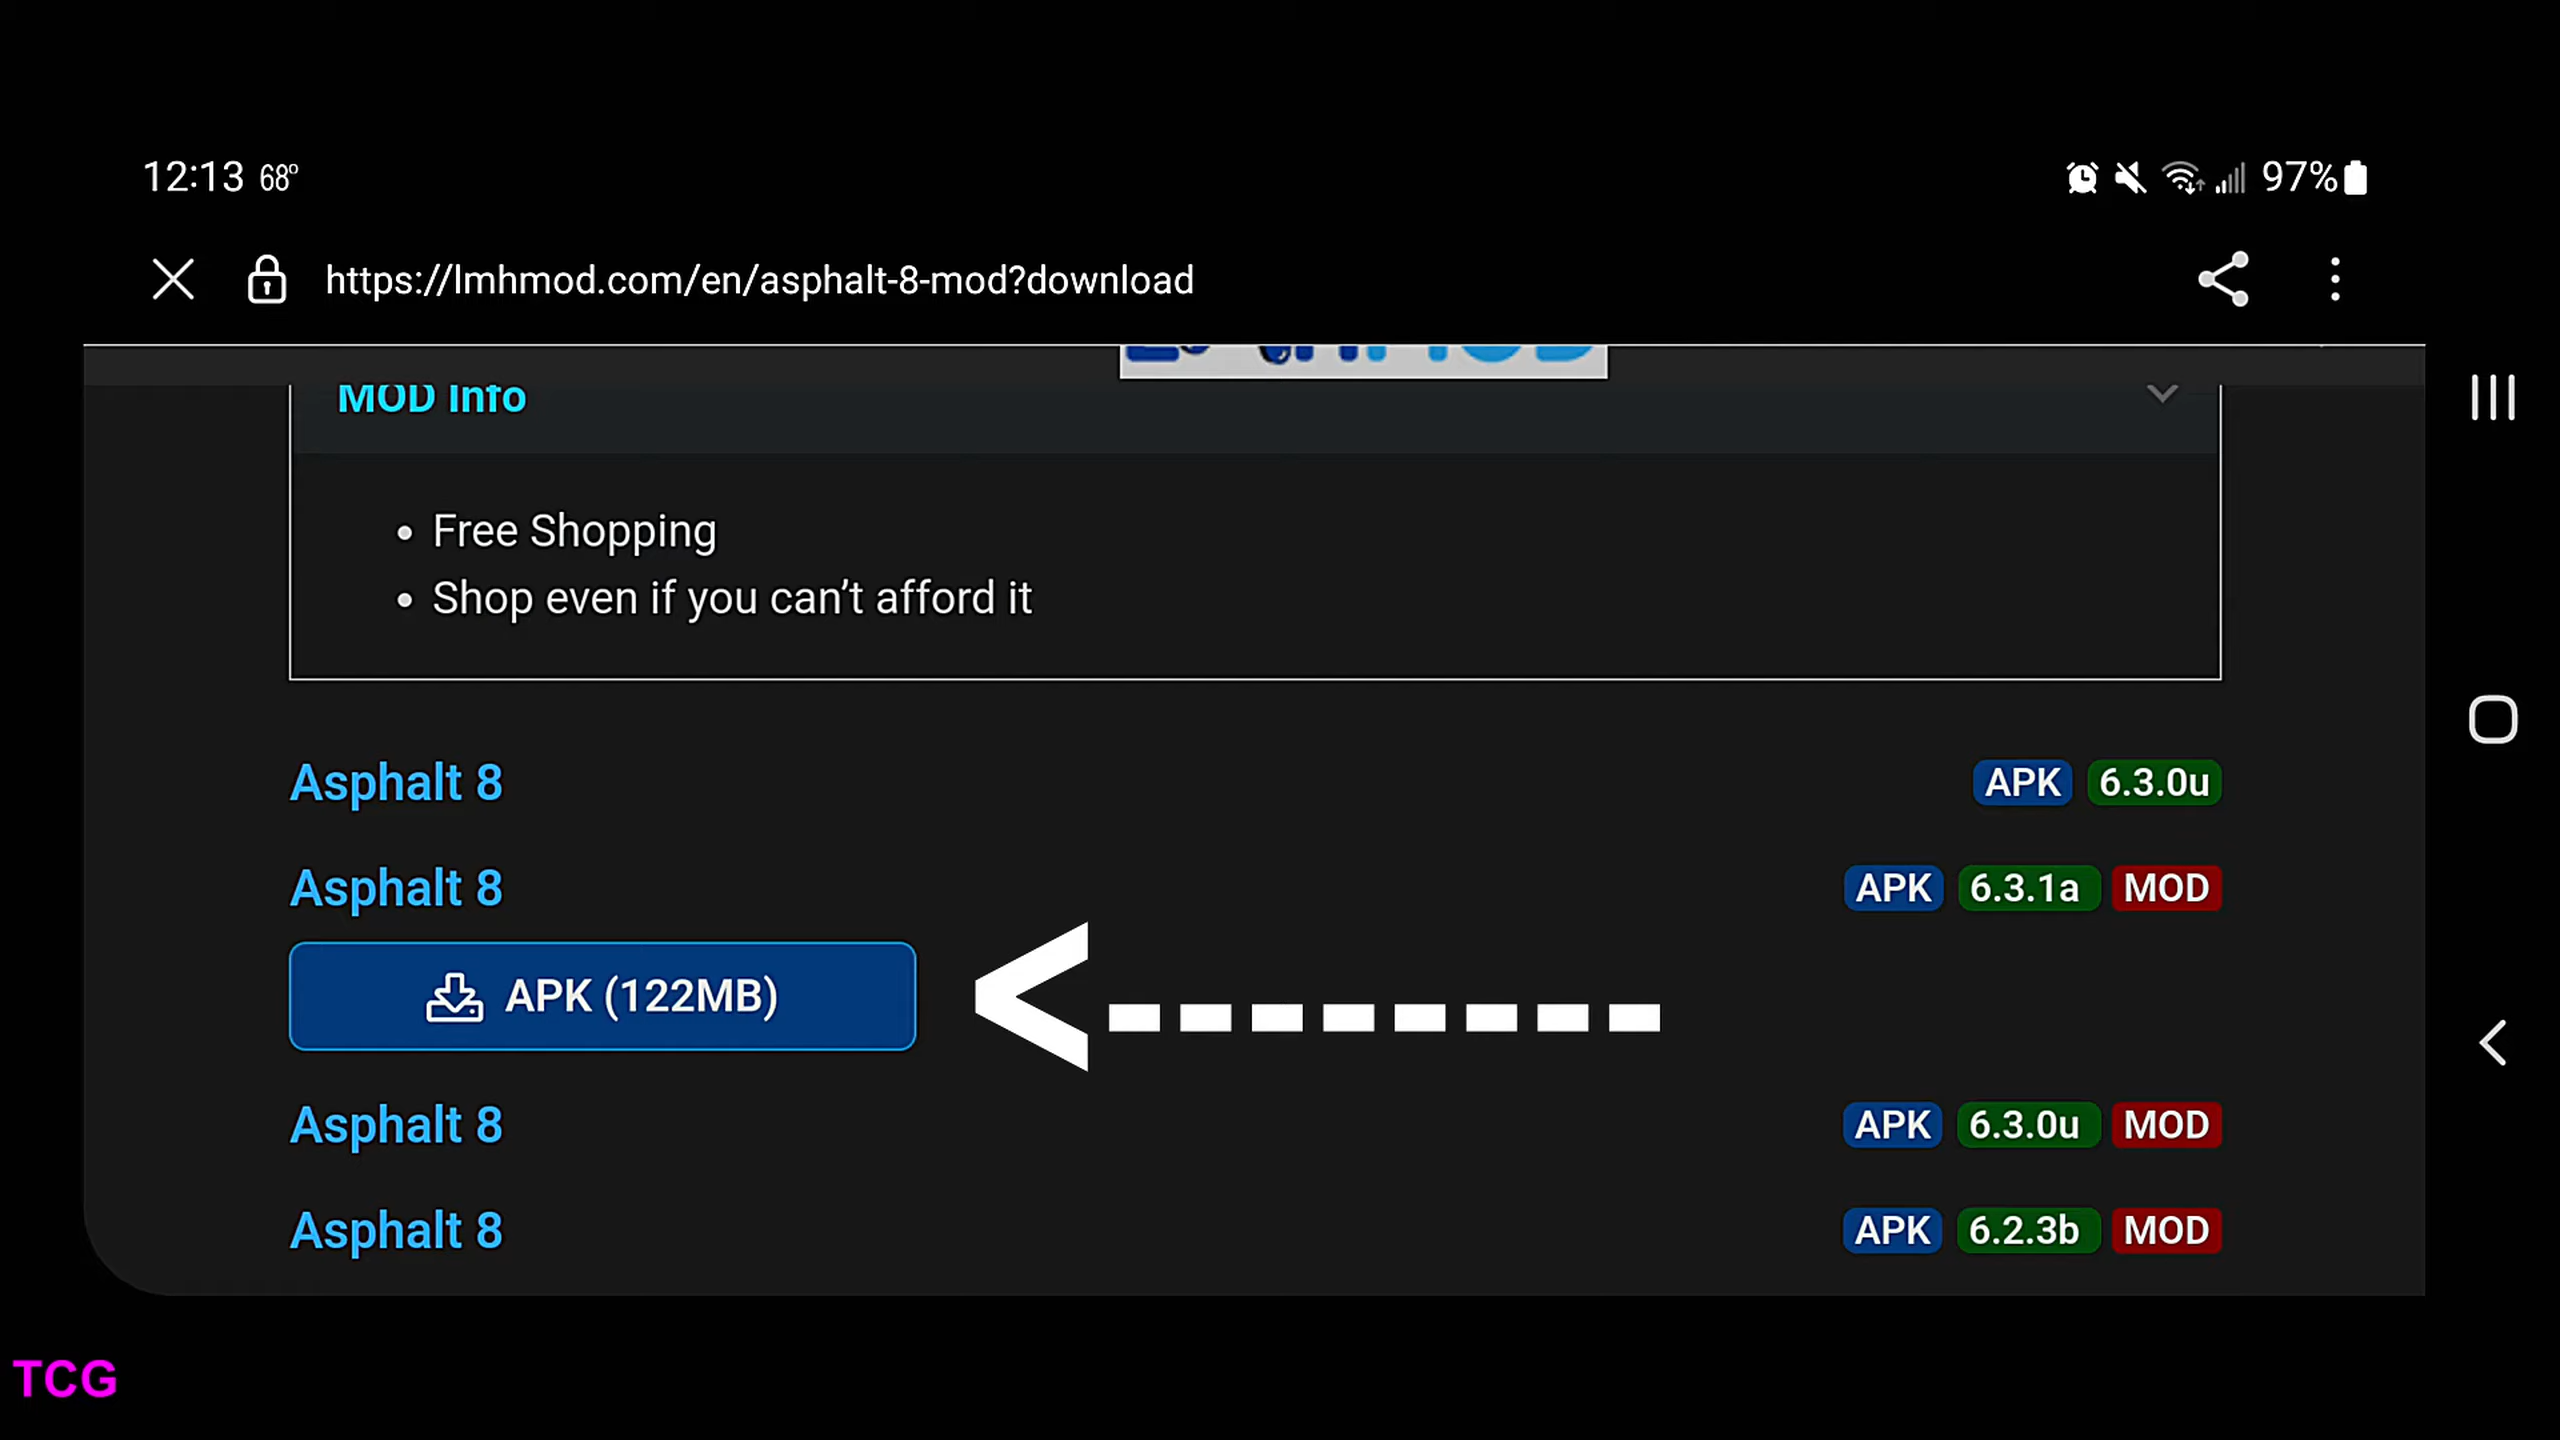 12:13 68°
97%
https://lmhmod.com/en/asphalt-8-mod?download
MOD Info
• Free Shopping
• Shop even if you can’t afford it
Asphalt 8 APK 6.3.0u
Asphalt 8 APK 6.3.1a MOD
APK (122MB) <--------
Asphalt 8 APK 6.3.0u MOD
Asphalt 8 APK 6.2.3b MOD
TCG